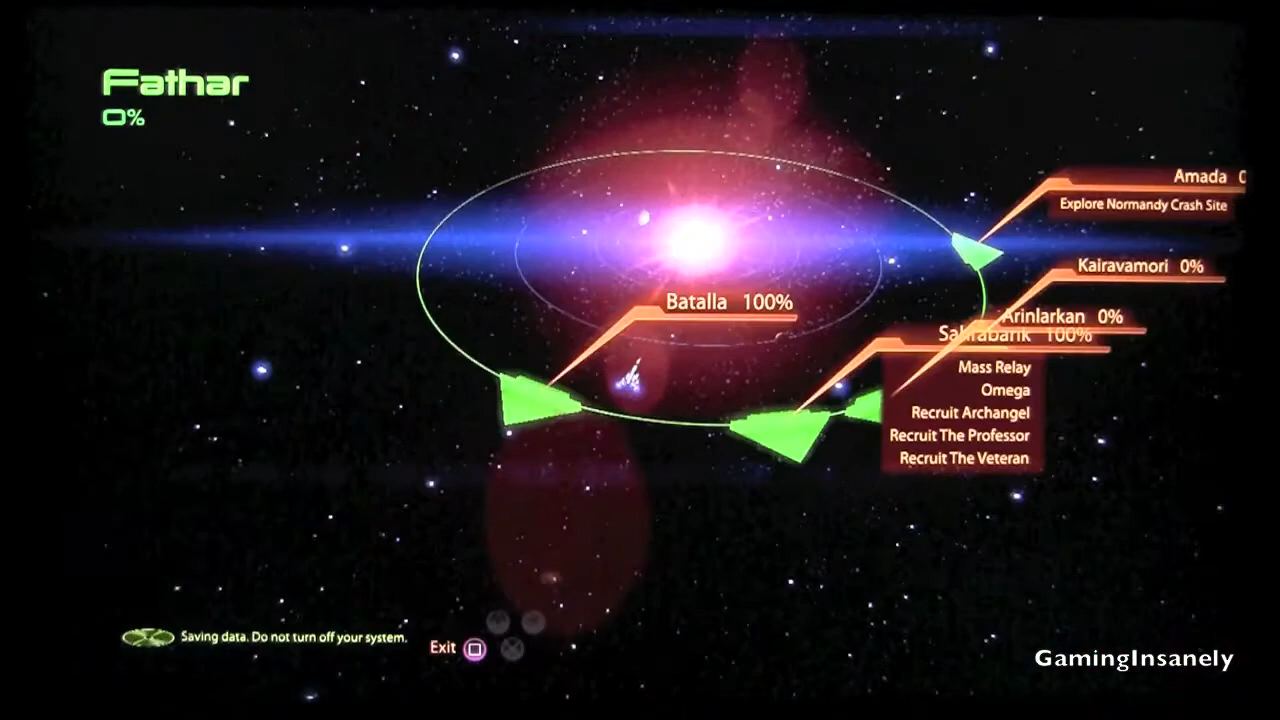 Fathar
0%
Amada 0
Explore Normandy Crash Site
Kairavamori 0%
Batalla 100%
Arinlarkan 0%
Sahrabarik 100%
Mass Relay
Omega
Recruit Archangel
Recruit The Professor
Recruit The Veteran
Saving data. Do not turn off your system.
Exit
GamingInsanely